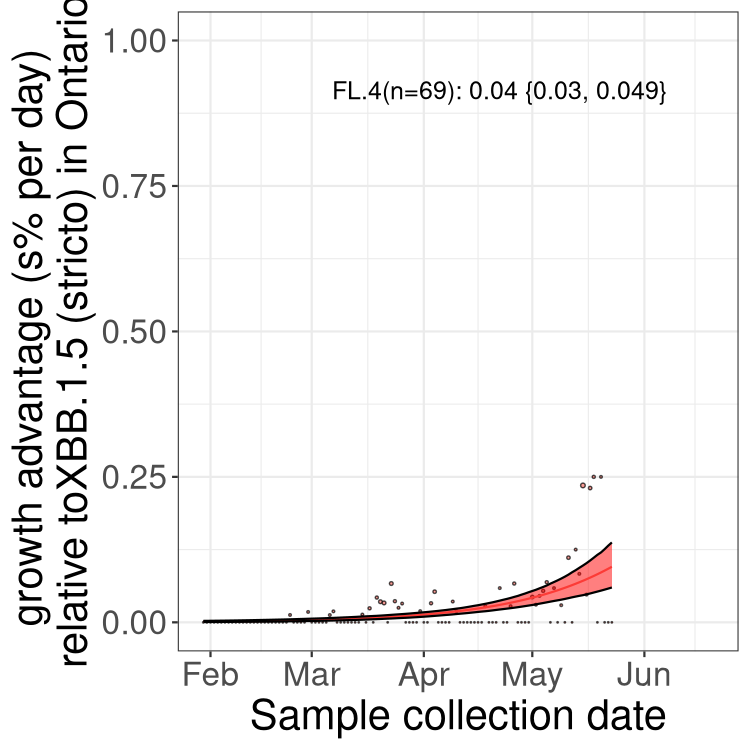 growth advantage (s% per day)
relative toXBB.1.5 (stricto) in Ontario
1.00
0.75
0.50
0.25
0.00
FL.4(n=69): 0.04 {0.03, 0.049}
Feb Mar Apr May Jun
Sample collection date